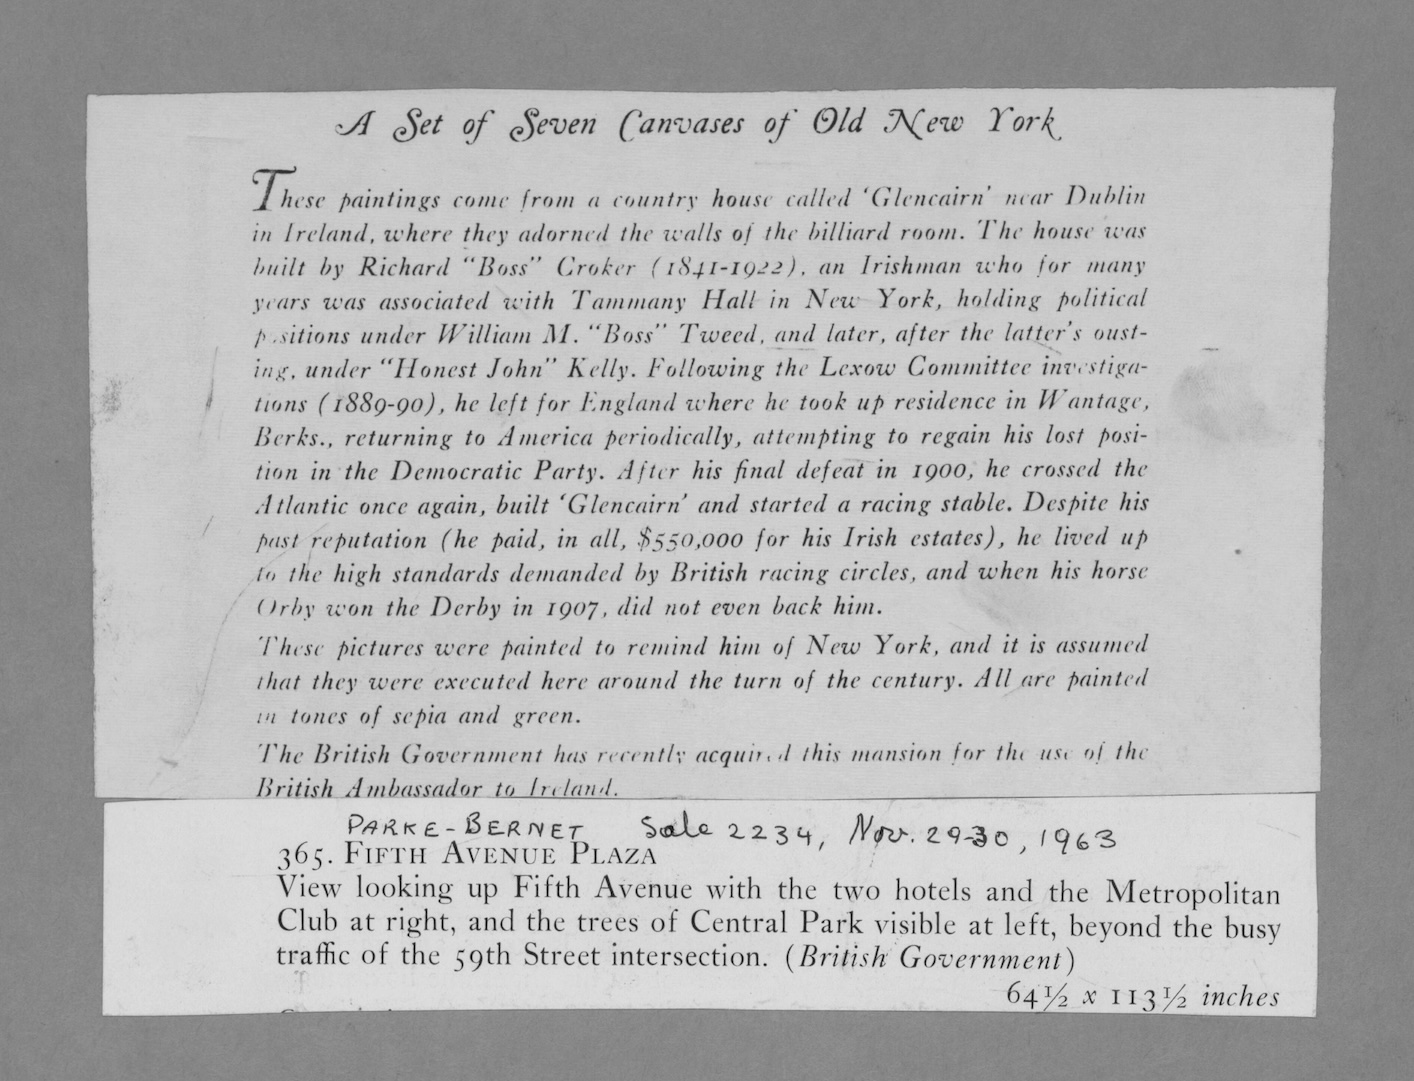 A Set of Seven Canvases of Old New York
These paintings come from a country house called ‘Glencairn’ near Dublin
in Ireland, where they adorned the walls of the billiard room. The house was
built by Richard “Boss” Croker (1841-1922), an Irishman who for many
years was associated with Tammany Hall in New York, holding political
positions under William M. “Boss” Tweed, and later, after the latter’s oust-
ing, under “Honest John” Kelly. Following the Lexow Committee investiga-
tions (1889-90), he left for England where he took up residence in Wantage,
Berks., returning to America periodically, attempting to regain his lost posi-
tion in the Democratic Party. After his final defeat in 1900, he crossed the
Atlantic once again, built ‘Glencairn’ and started a racing stable. Despite his
past reputation (he paid, in all, $550,000 for his Irish estates), he lived up
to the high standards demanded by British racing circles, and when his horse
Orby won the Derby in 1907, did not even back him.
These pictures were painted to remind him of New York, and it is assumed
that they were executed here around the turn of the century. All are painted
in tones of sepia and green.
The British Government has recently acquired this mansion for the use of the
British Ambassador to Ireland.
PARKE-BERNET Sale 2234, Nov. 29-30, 1963
365. FIFTH AVENUE PLAZA
View looking up Fifth Avenue with the two hotels and the Metropolitan
Club at right, and the trees of Central Park visible at left, beyond the busy
traffic of the 59th Street intersection. (British Government)
64½ x 113½ inches